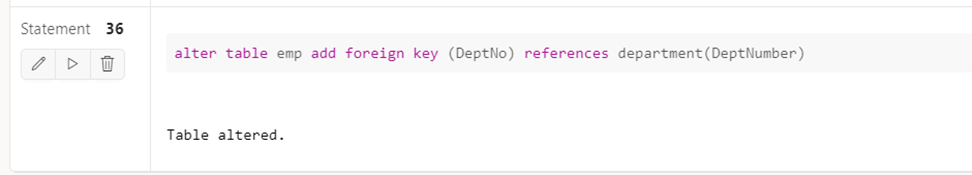 Statement 36
alter table emp add foreign key (DeptNo) references department(DeptNumber)
Table altered.